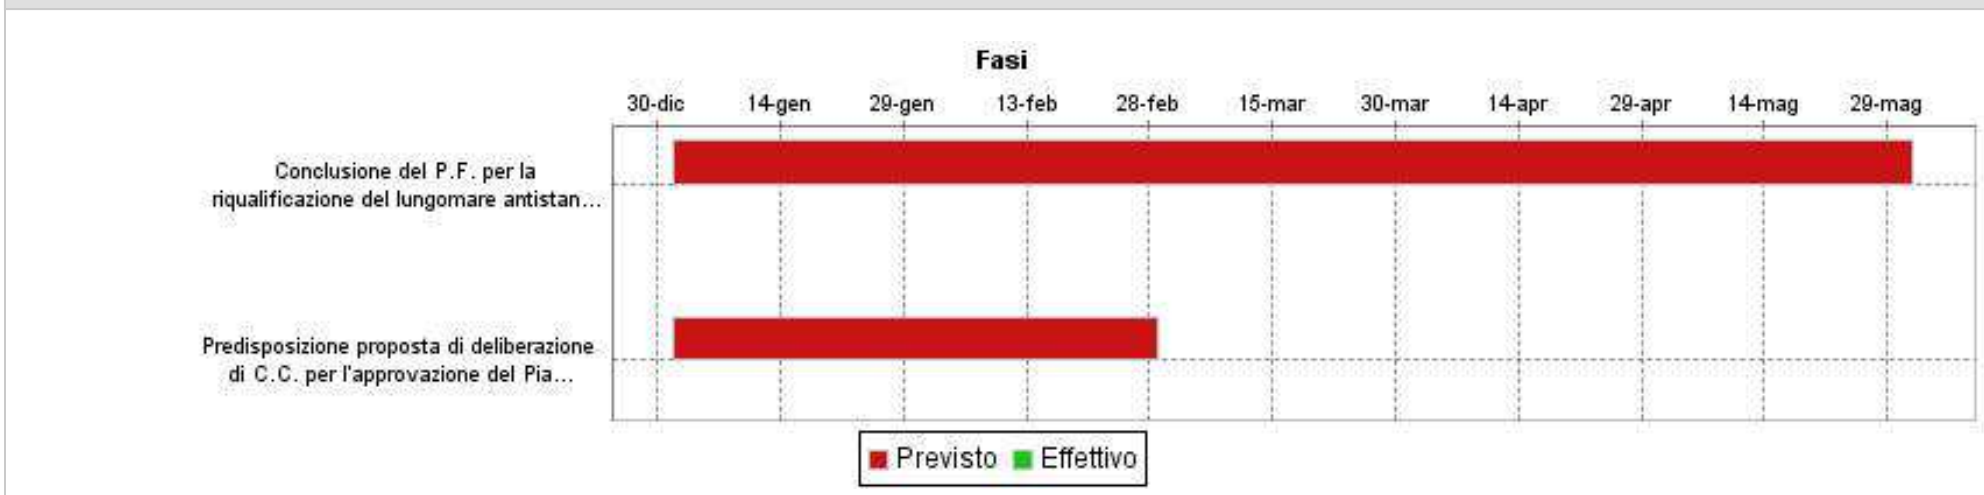 Fasi
30-dic 14-gen 29-gen 13-feb 28-feb 15-mar 30-mar 14-apr 29-apr 14-mag 29-mag
Conclusione del P.F. per la
riqualificazione del lungomare antistan...
Predisposizione proposta di deliberazione
di C.C. per l'approvazione del Pia...
Previsto Effettivo